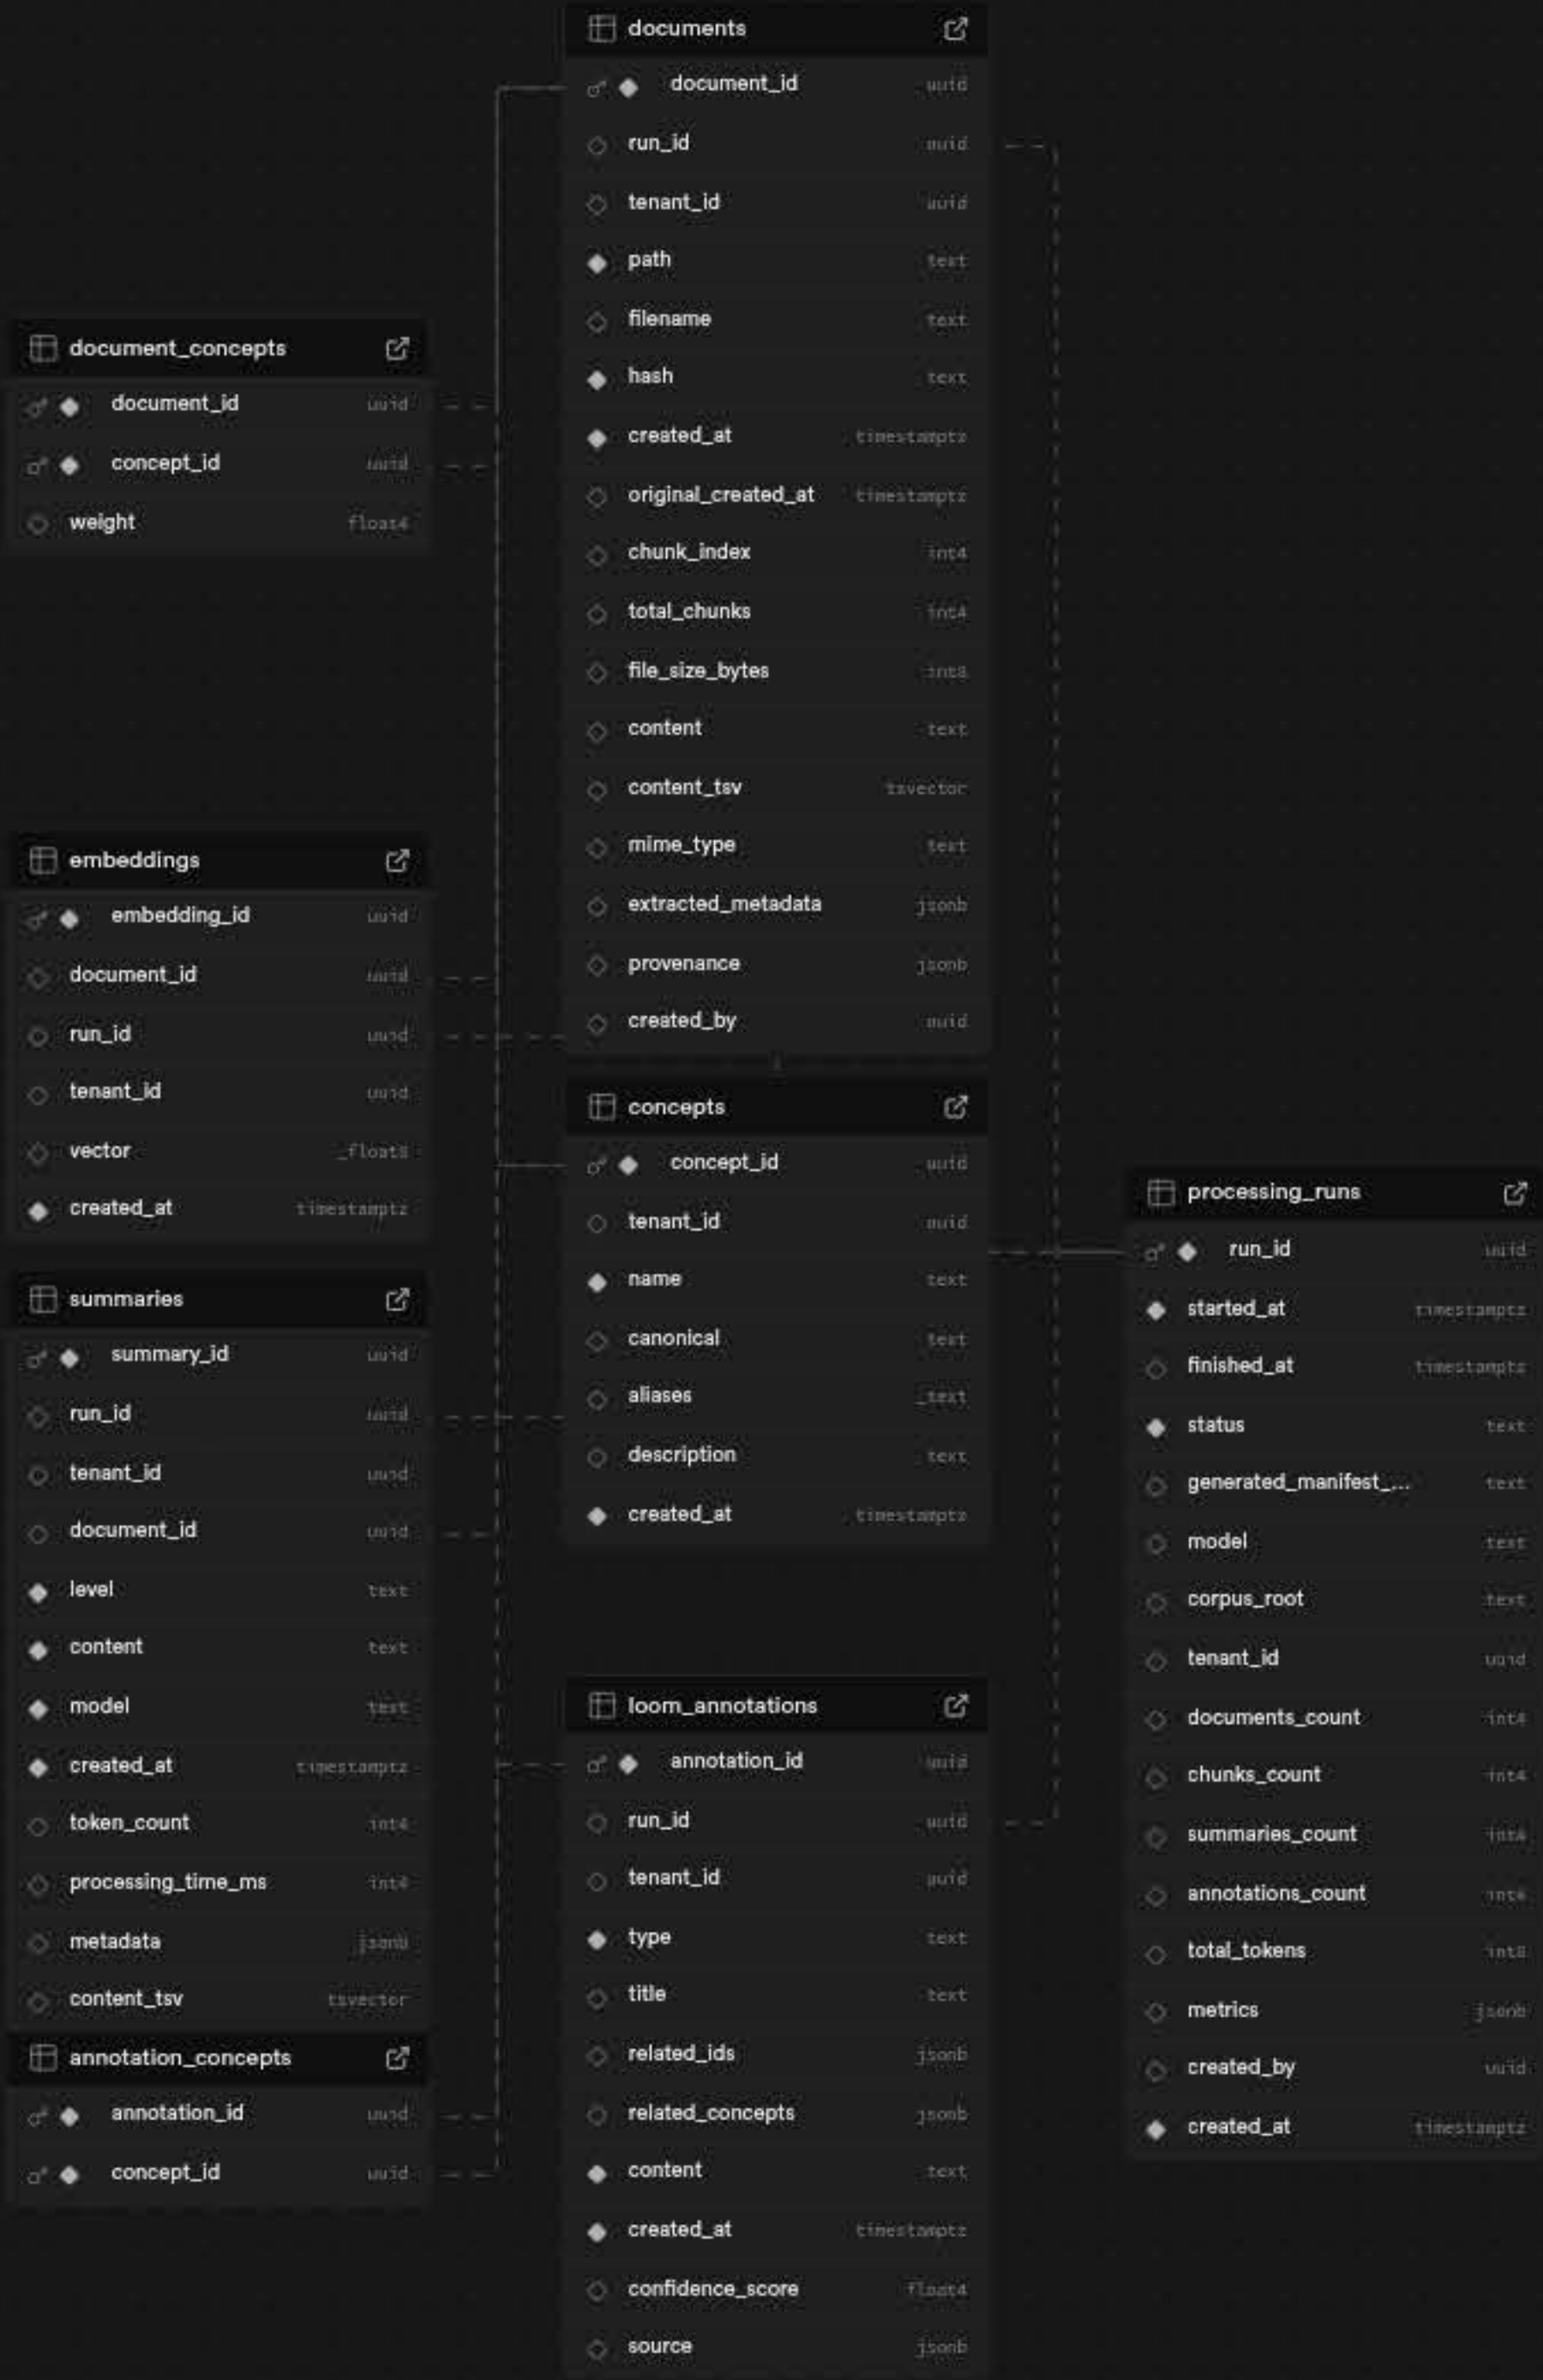 documents
document_id uuid
run_id uuid
tenant_id uuid
path text
filename text
hash text
created_at timestamptz
original_created_at timestamptz
chunk_index int4
total_chunks int4
file_size_bytes int8
content text
content_tsv tsvector
mime_type text
extracted_metadata jsonb
provenance jsonb
created_by uuid
document_concepts
document_id uuid
concept_id uuid
weight float4
embeddings
embedding_id uuid
document_id uuid
run_id uuid
tenant_id uuid
vector _float8
created_at timestamptz
concepts
concept_id uuid
tenant_id uuid
name text
canonical text
aliases _text
description text
created_at timestamptz
processing_runs
run_id uuid
started_at timestamptz
finished_at timestamptz
status text
generated_manifest_... text
model text
corpus_root text
tenant_id uuid
documents_count int4
chunks_count int4
summaries_count int4
annotations_count int4
total_tokens int8
metrics jsonb
created_by uuid
created_at timestamptz
summaries
summary_id uuid
run_id uuid
tenant_id uuid
document_id uuid
level text
content text
model text
created_at timestamptz
token_count int4
processing_time_ms int4
metadata jsonb
content_tsv tsvector
loom_annotations
annotation_id uuid
run_id uuid
tenant_id uuid
type text
title text
related_ids jsonb
related_concepts jsonb
content text
created_at timestamptz
confidence_score float4
source jsonb
annotation_concepts
annotation_id uuid
concept_id uuid